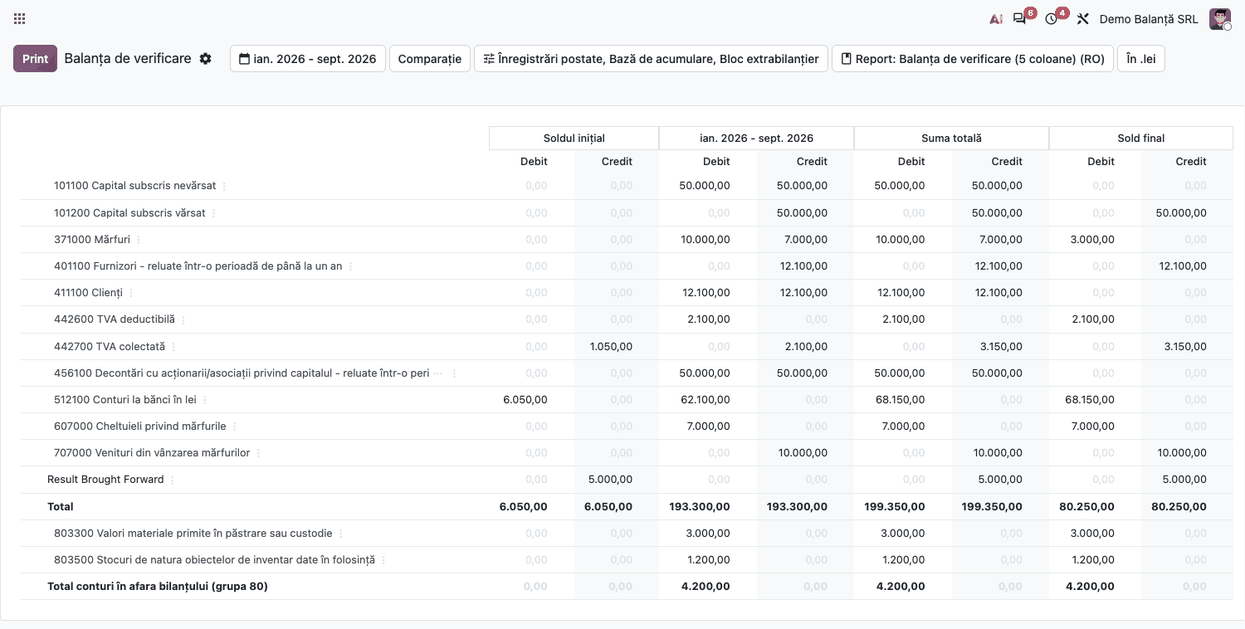 AI 6 4 Demo Balanță SRL
Print Balanța de verificare ian. 2026 - sept. 2026 Comparație Înregistrări postate, Bază de acumulare, Bloc extrabilanțier Report: Balanța de verificare (5 coloane) (RO) În .lei
Soldul inițial ian. 2026 - sept. 2026 Suma totală Sold final
Debit Credit Debit Credit Debit Credit Debit Credit
101100 Capital subscris nevărsat 0,00 0,00 50.000,00 50.000,00 50.000,00 50.000,00 0,00 0,00
101200 Capital subscris vărsat 0,00 0,00 0,00 50.000,00 0,00 50.000,00 0,00 50.000,00
371000 Mărfuri 0,00 0,00 10.000,00 7.000,00 10.000,00 7.000,00 3.000,00 0,00
401100 Furnizori - reluate într-o perioadă de până la un an 0,00 0,00 0,00 12.100,00 0,00 12.100,00 0,00 12.100,00
411100 Clienți 0,00 0,00 12.100,00 12.100,00 12.100,00 12.100,00 0,00 0,00
442600 TVA deductibilă 0,00 0,00 2.100,00 0,00 2.100,00 0,00 2.100,00 0,00
442700 TVA colectată 0,00 1.050,00 0,00 2.100,00 0,00 3.150,00 0,00 3.150,00
456100 Decontări cu acționarii/asociații privind capitalul - reluate într-o peri ··· 0,00 0,00 50.000,00 50.000,00 50.000,00 50.000,00 0,00 0,00
512100 Conturi la bănci în lei 6.050,00 0,00 62.100,00 0,00 68.150,00 0,00 68.150,00 0,00
607000 Cheltuieli privind mărfurile 0,00 0,00 7.000,00 0,00 7.000,00 0,00 7.000,00 0,00
707000 Venituri din vânzarea mărfurilor 0,00 0,00 0,00 10.000,00 0,00 10.000,00 0,00 10.000,00
Result Brought Forward 0,00 5.000,00 0,00 0,00 0,00 5.000,00 0,00 5.000,00
Total 6.050,00 6.050,00 193.300,00 193.300,00 199.350,00 199.350,00 80.250,00 80.250,00
803300 Valori materiale primite în păstrare sau custodie 0,00 0,00 3.000,00 0,00 3.000,00 0,00 3.000,00 0,00
803500 Stocuri de natura obiectelor de inventar date în folosință 0,00 0,00 1.200,00 0,00 1.200,00 0,00 1.200,00 0,00
Total conturi în afara bilanțului (grupa 80) 0,00 0,00 4.200,00 0,00 4.200,00 0,00 4.200,00 0,00